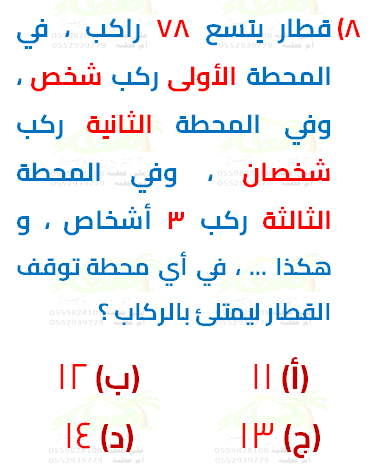 ٨) قطار يتسع ٧٨ راكب ، في
المحطة الأولى ركب شخص ،
وفي المحطة الثانية ركب
شخصان ، وفي المحطة
الثالثة ركب ٣ أشخاص ، و
هكذا ... ، في أي محطة توقف
القطار ليمتلئ بالركاب ؟
(أ) ١١ (ب) ١٢
(ج) ١٣ (د) ١٤